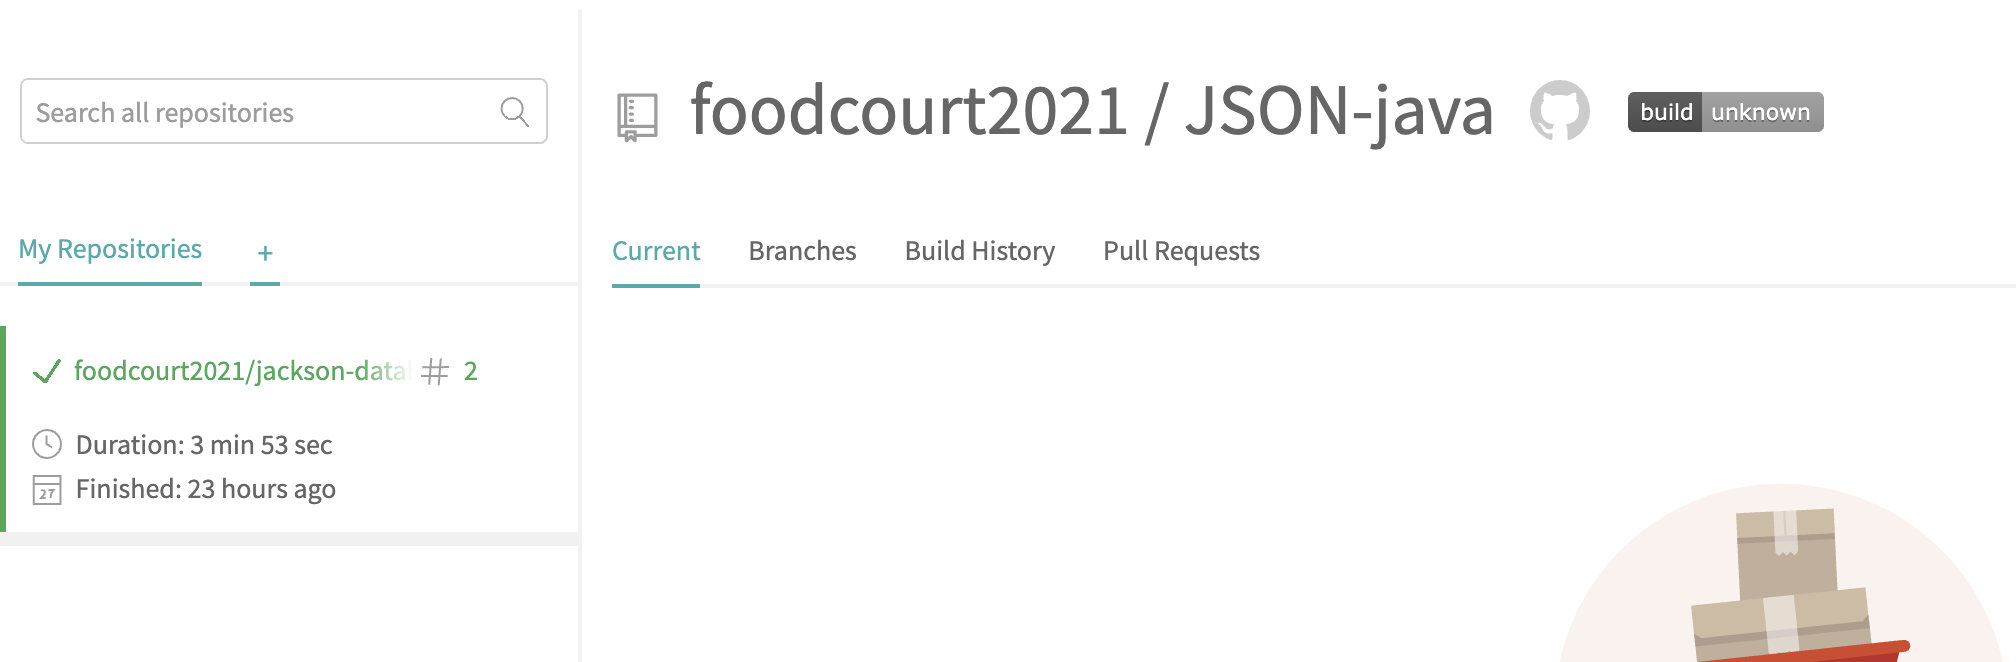 Search all repositories
My Repositories +
foodcourt2021/jackson-data # 2
Duration: 3 min 53 sec
27 Finished: 23 hours ago
foodcourt2021 / JSON-java build unknown
Current Branches Build History Pull Requests